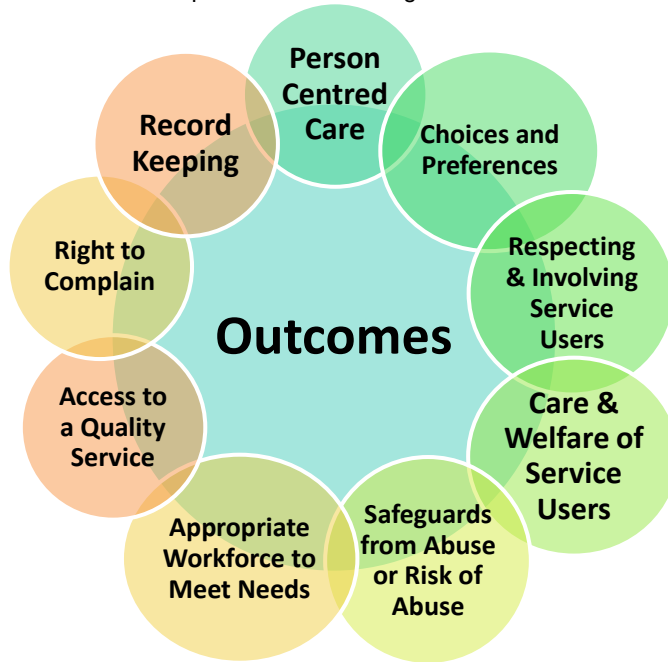 Person
Centred
Care
Choices and
Preferences
Respecting
& Involving
Service
Users
Care &
Welfare of
Service
Users
Safeguards
from Abuse
or Risk of
Abuse
Appropriate
Workforce to
Meet Needs
Access to
a Quality
Service
Right to
Complain
Record
Keeping
Outcomes